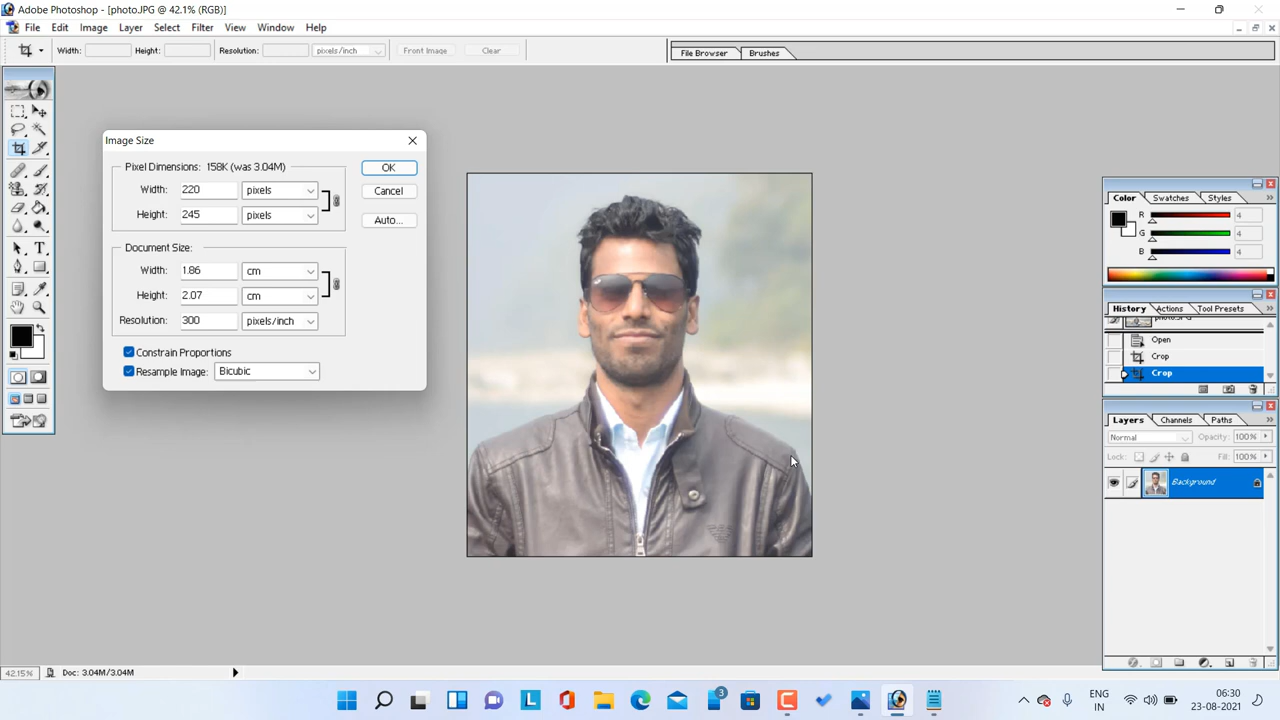 Adobe Photoshop - [photo.JPG @ 42.1% (RGB)]
File Edit Image Layer Select Filter View Window Help
Width: Height: Resolution: pixels/inch Front Image Clear File Browser Brushes
Image Size
Pixel Dimensions: 158K (was 3.04M)
Width: 220 pixels
Height: 245 pixels
OK
Cancel
Auto...
Document Size:
Width: 1.86 cm
Height: 2.07 cm
Resolution: 300 pixels/inch
Constrain Proportions
Resample Image: Bicubic
Color Swatches Styles
R 4
G 4
B 4
History Actions Tool Presets
photo.JPG
Open
Crop
Crop
Layers Channels Paths
Normal Opacity: 100%
Lock: Fill: 100%
Background
42.15% Doc: 3.04M/3.04M
3
ENG
IN
06:30
23-08-2021